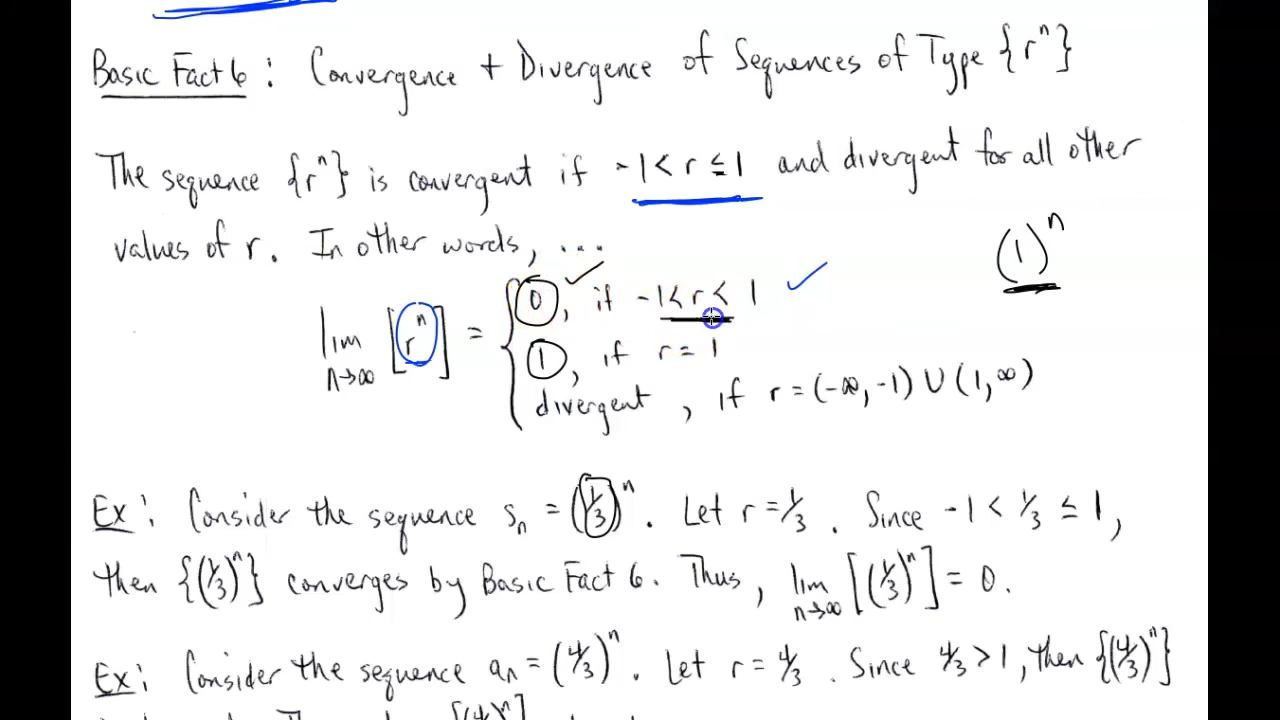 Basic Fact 6 : Convergence + Divergence of Sequences of Type {rⁿ}
The sequence {rⁿ} is convergent if -1 < r ≤ 1 and divergent for all other
values of r. In other words, ...
(1)ⁿ
lim n→∞ [rⁿ] = { 0, if -1 < r < 1
1, if r = 1
divergent, if r = (-∞, -1) ∪ (1, ∞)
Ex: Consider the sequence sₙ = (1/3)ⁿ. Let r = 1/3. Since -1 < 1/3 ≤ 1,
then {(1/3)ⁿ} converges by Basic Fact 6. Thus, lim n→∞ [(1/3)ⁿ] = 0.
Ex: Consider the sequence aₙ = (4/3)ⁿ. Let r = 4/3. Since 4/3 > 1, then {(4/3)ⁿ}
[(4/3)ⁿ]